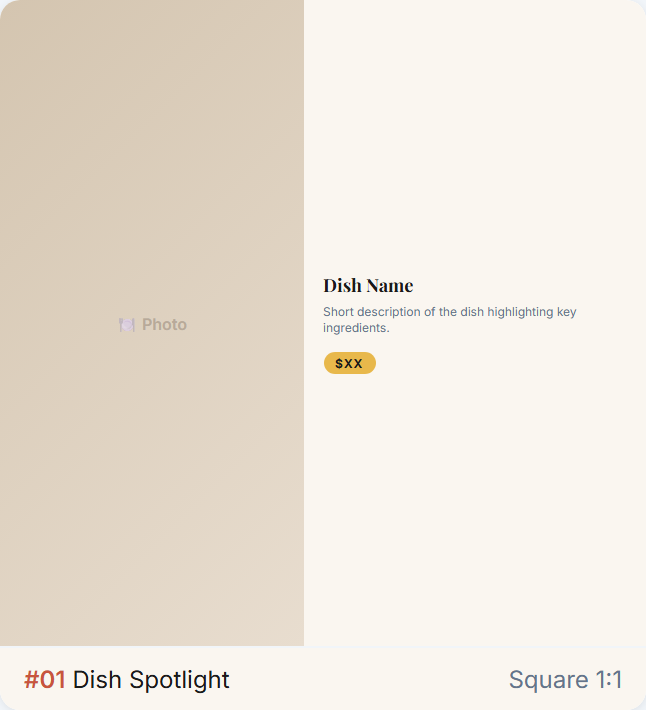 🍽️ Photo
Dish Name
Short description of the dish highlighting key
ingredients.
$XX
#01 Dish Spotlight
Square 1:1